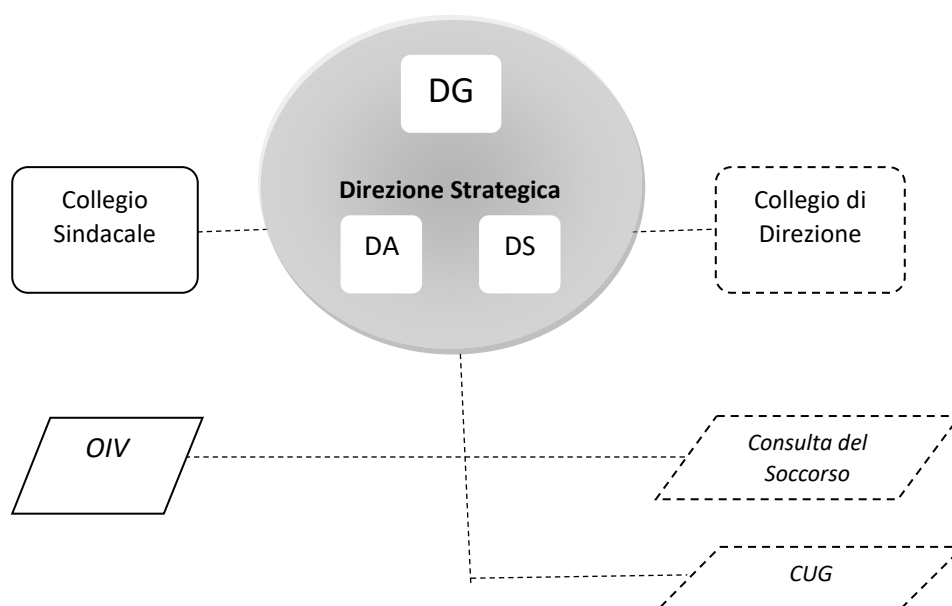 DG
Direzione Strategica
DA
DS
Collegio
Sindacale
Collegio di
Direzione
OIV
Consulta del
Soccorso
CUG